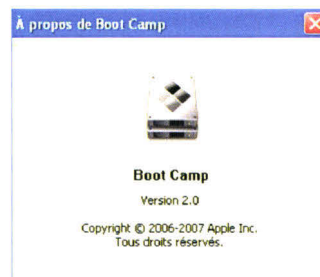 À propos de Boot Camp
Boot Camp
Version 2.0
Copyright © 2006-2007 Apple Inc.
Tous droits réservés.